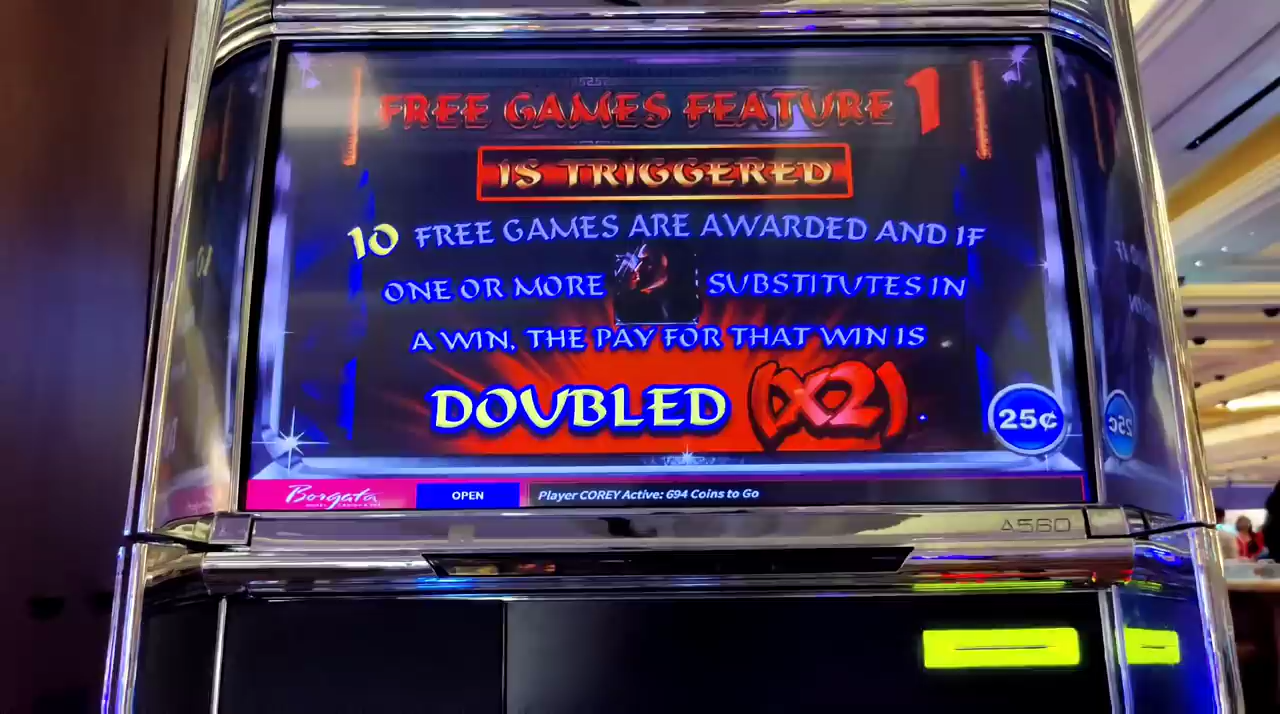 FREE GAMES FEATURE 1
IS TRIGGERED
10 FREE GAMES ARE AWARDED AND IF
ONE OR MORE SUBSTITUTES IN
A WIN, THE PAY FOR THAT WIN IS
DOUBLED (X2)
25¢
Borgata
OPEN
Player COREY Active: 694 Coins to Go
A560